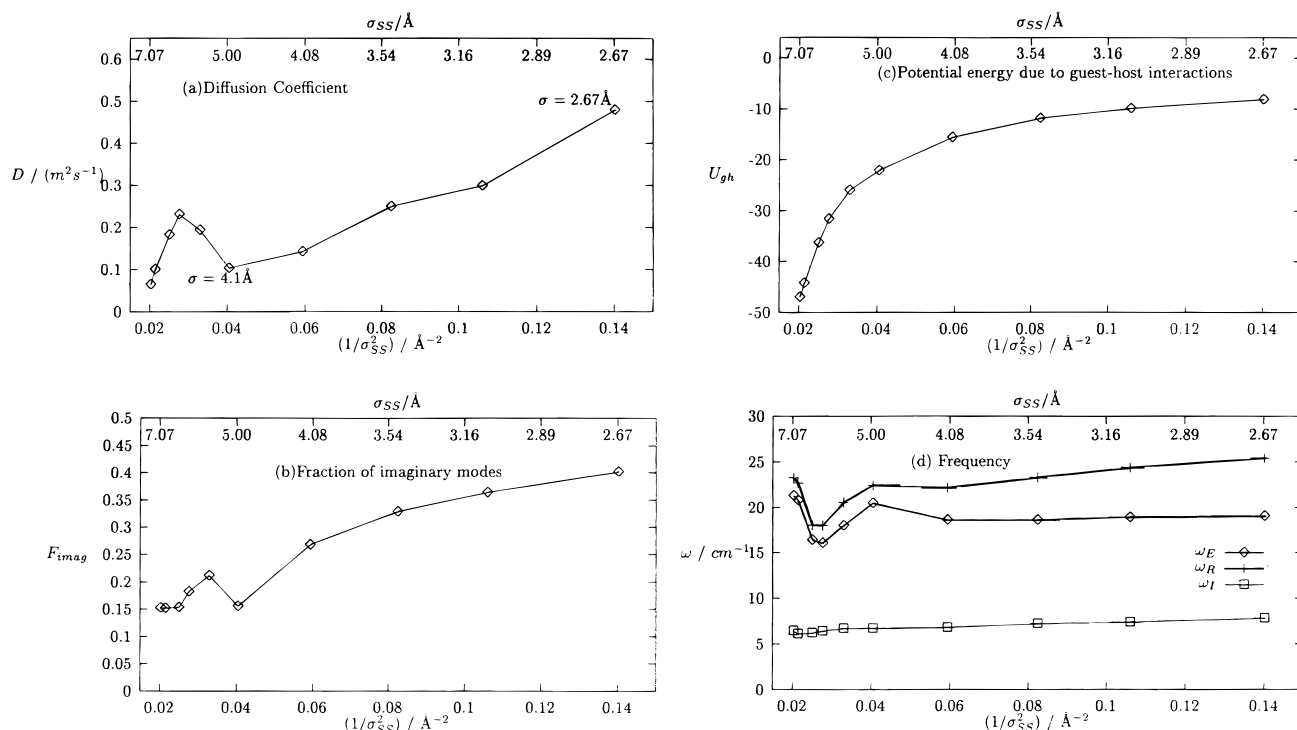 σSS/Å
7.07 5.00 4.08 3.54 3.16 2.89 2.67
(a)Diffusion Coefficient
σ = 2.67Å
D / (m²s⁻¹)
0.6
0.5
0.4
0.3
0.2
0.1
0
σ = 4.1Å
0.02 0.04 0.06 0.08 0.1 0.12 0.14
(1/σ²SS) / Å⁻²
σSS/Å
7.07 5.00 4.08 3.54 3.16 2.89 2.67
(c)Potential energy due to guest-host interactions
Ugh
0
-10
-20
-30
-40
-50
0.02 0.04 0.06 0.08 0.1 0.12 0.14
(1/σ²SS) / Å⁻²
σSS/Å
7.07 5.00 4.08 3.54 3.16 2.89 2.67
(b)Fraction of imaginary modes
Fimag
0.5
0.45
0.4
0.35
0.3
0.25
0.2
0.15
0.1
0.05
0
0.02 0.04 0.06 0.08 0.1 0.12 0.14
(1/σ²SS) / Å⁻²
σSS/Å
7.07 5.00 4.08 3.54 3.16 2.89 2.67
(d) Frequency
ω / cm⁻¹
30
25
20
15
10
5
0
ωE
ωR
ωI
0.02 0.04 0.06 0.08 0.1 0.12 0.14
(1/σ²SS) / Å⁻²